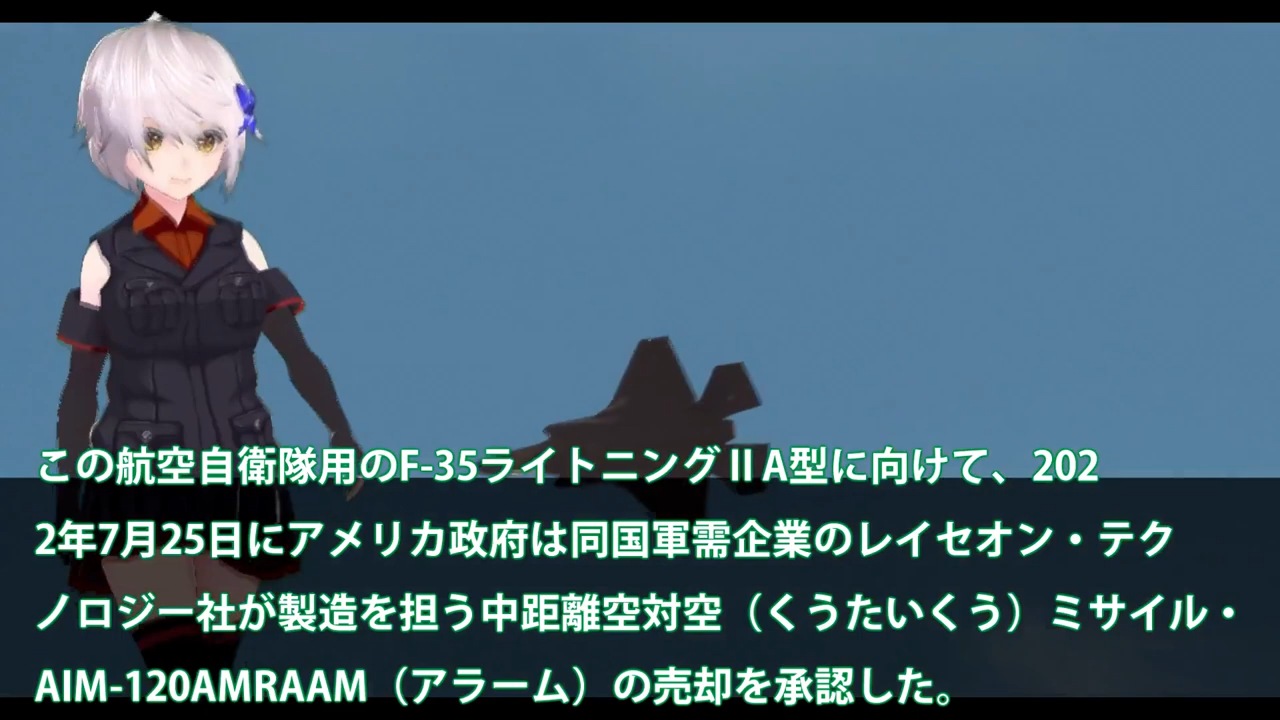 この航空自衛隊用のF-35ライトニングⅡA型に向けて、202
2年7月25日にアメリカ政府は同国軍需企業のレイセオン・テク
ノロジー社が製造を担う中距離空対空（くうたいくう）ミサイル・
AIM-120AMRAAM（アラーム）の売却を承認した。